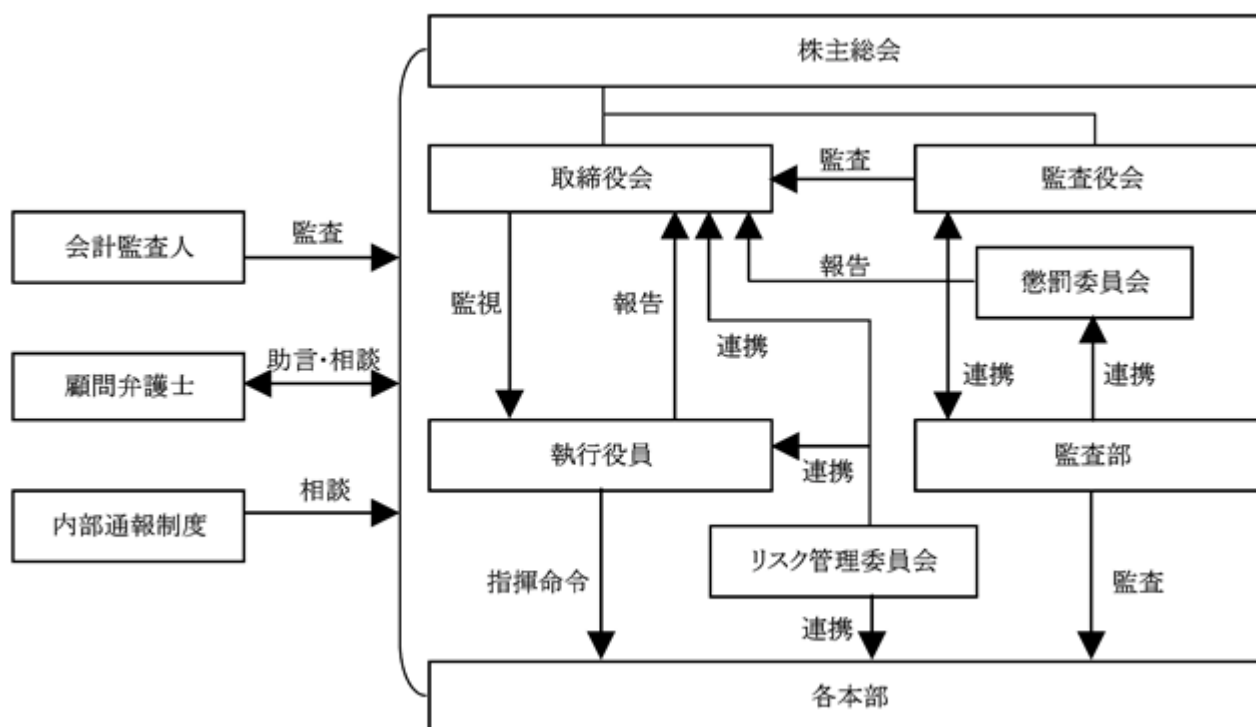 株主総会
取締役会
監査
監査役会
会計監査人
監査
監視
報告
連携
報告
懲罰委員会
顧問弁護士
助言・相談
連携
連携
執行役員
連携
監査部
内部通報制度
相談
指揮命令
リスク管理委員会
連携
監査
各本部